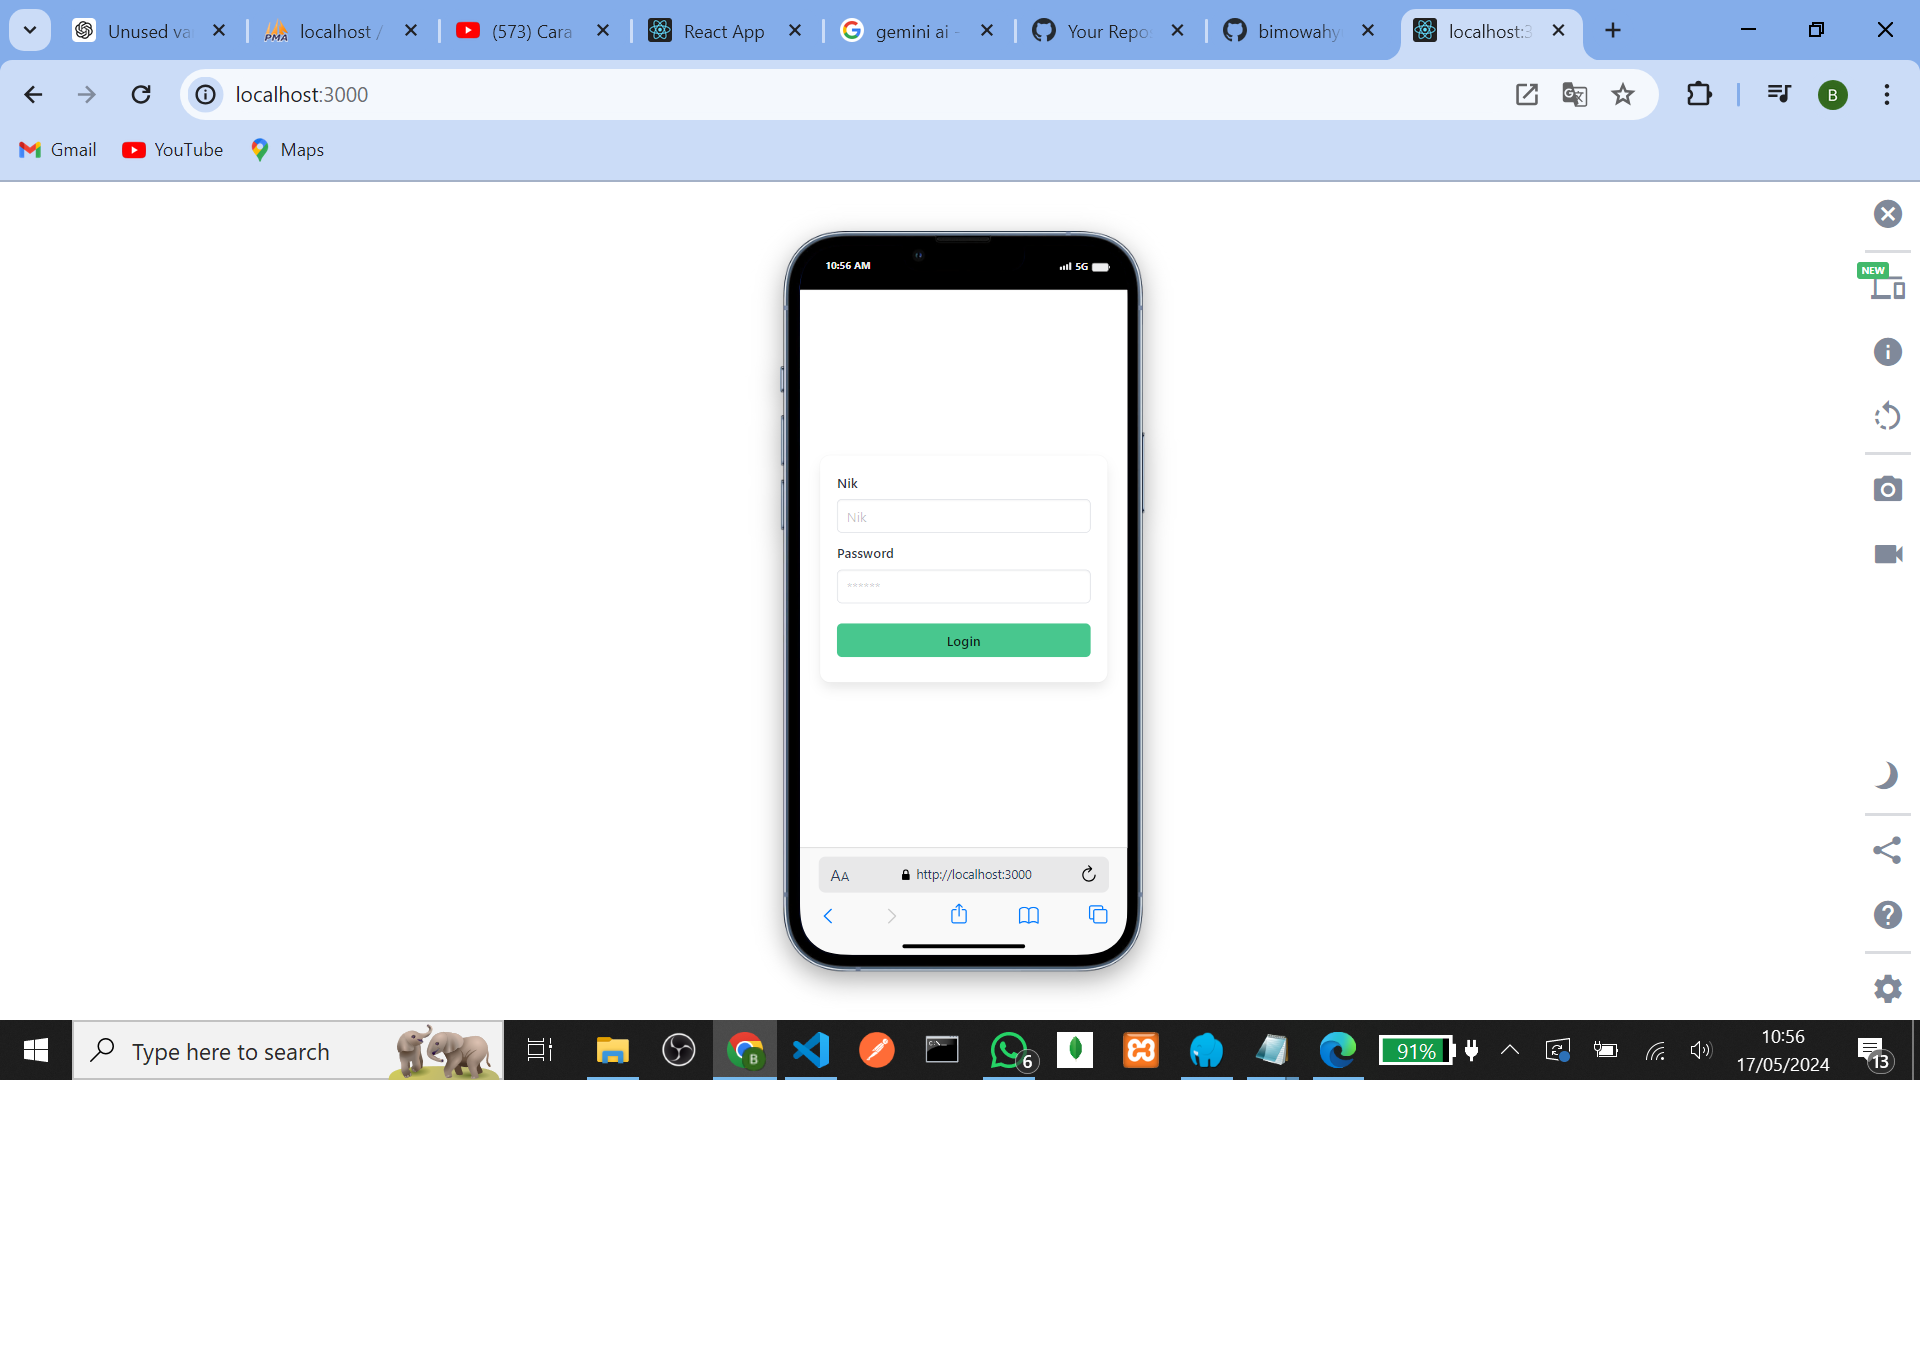 Unused va
localhost /
(573) Cara
React App
gemini ai -
Your Repo
bimowahy
localhost:3
localhost:3000
B
Gmail
YouTube
Maps
NEW
10:56 AM
5G
Nik
Nik
Password
******
Login
AA
http://localhost:3000
Type here to search
B
6
91%
10:56
17/05/2024
13